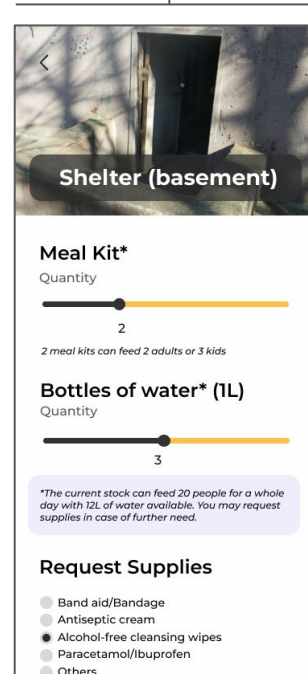 Shelter (basement)
Meal Kit*
Quantity
2
2 meal kits can feed 2 adults or 3 kids
Bottles of water* (1L)
Quantity
3
*The current stock can feed 20 people for a whole
day with 12L of water available. You may request
supplies in case of further need.
Request Supplies
Band aid/Bandage
Antiseptic cream
Alcohol-free cleansing wipes
Paracetamol/Ibuprofen
Others